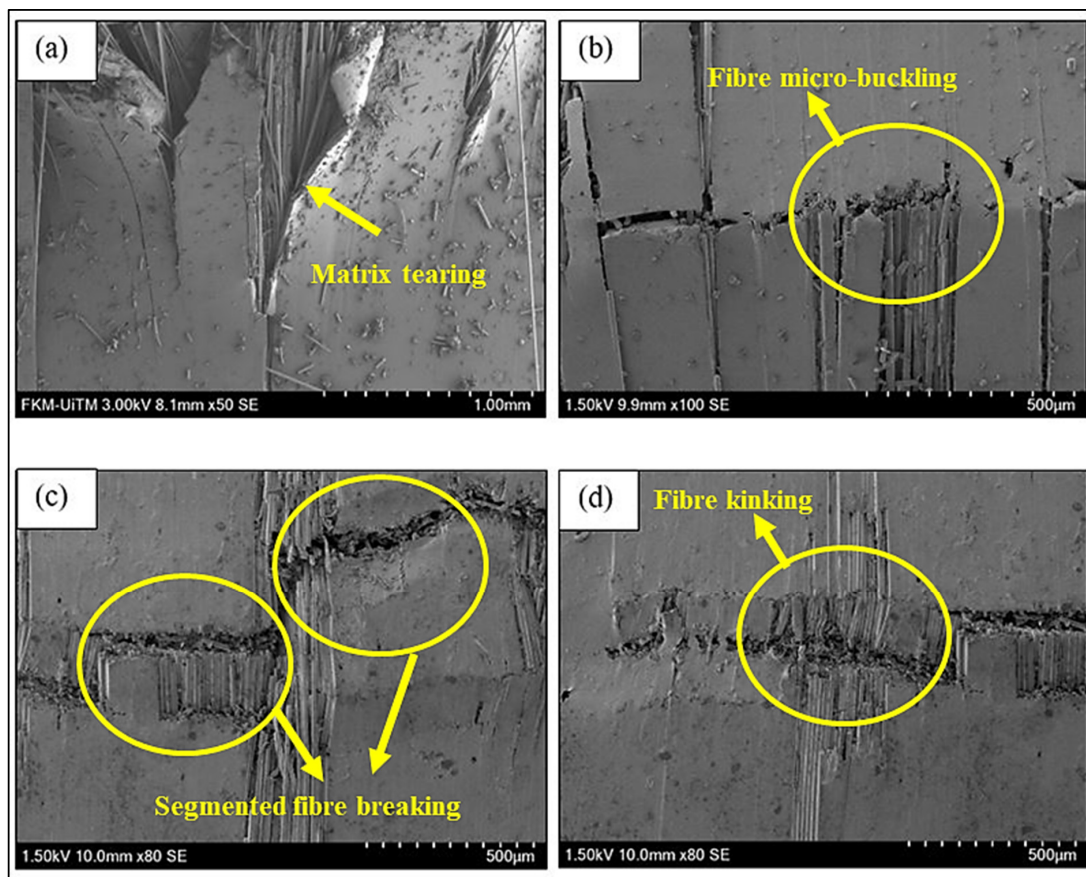 (a)
Matrix tearing
FKM-UiTM 3.00kV 8.1mm x50 SE
1.00mm
(b)
Fibre micro-buckling
1.50kV 9.9mm x100 SE
500μm
(c)
Segmented fibre breaking
1.50kV 10.0mm x80 SE
500μm
(d)
Fibre kinking
1.50kV 10.0mm x80 SE
500μm